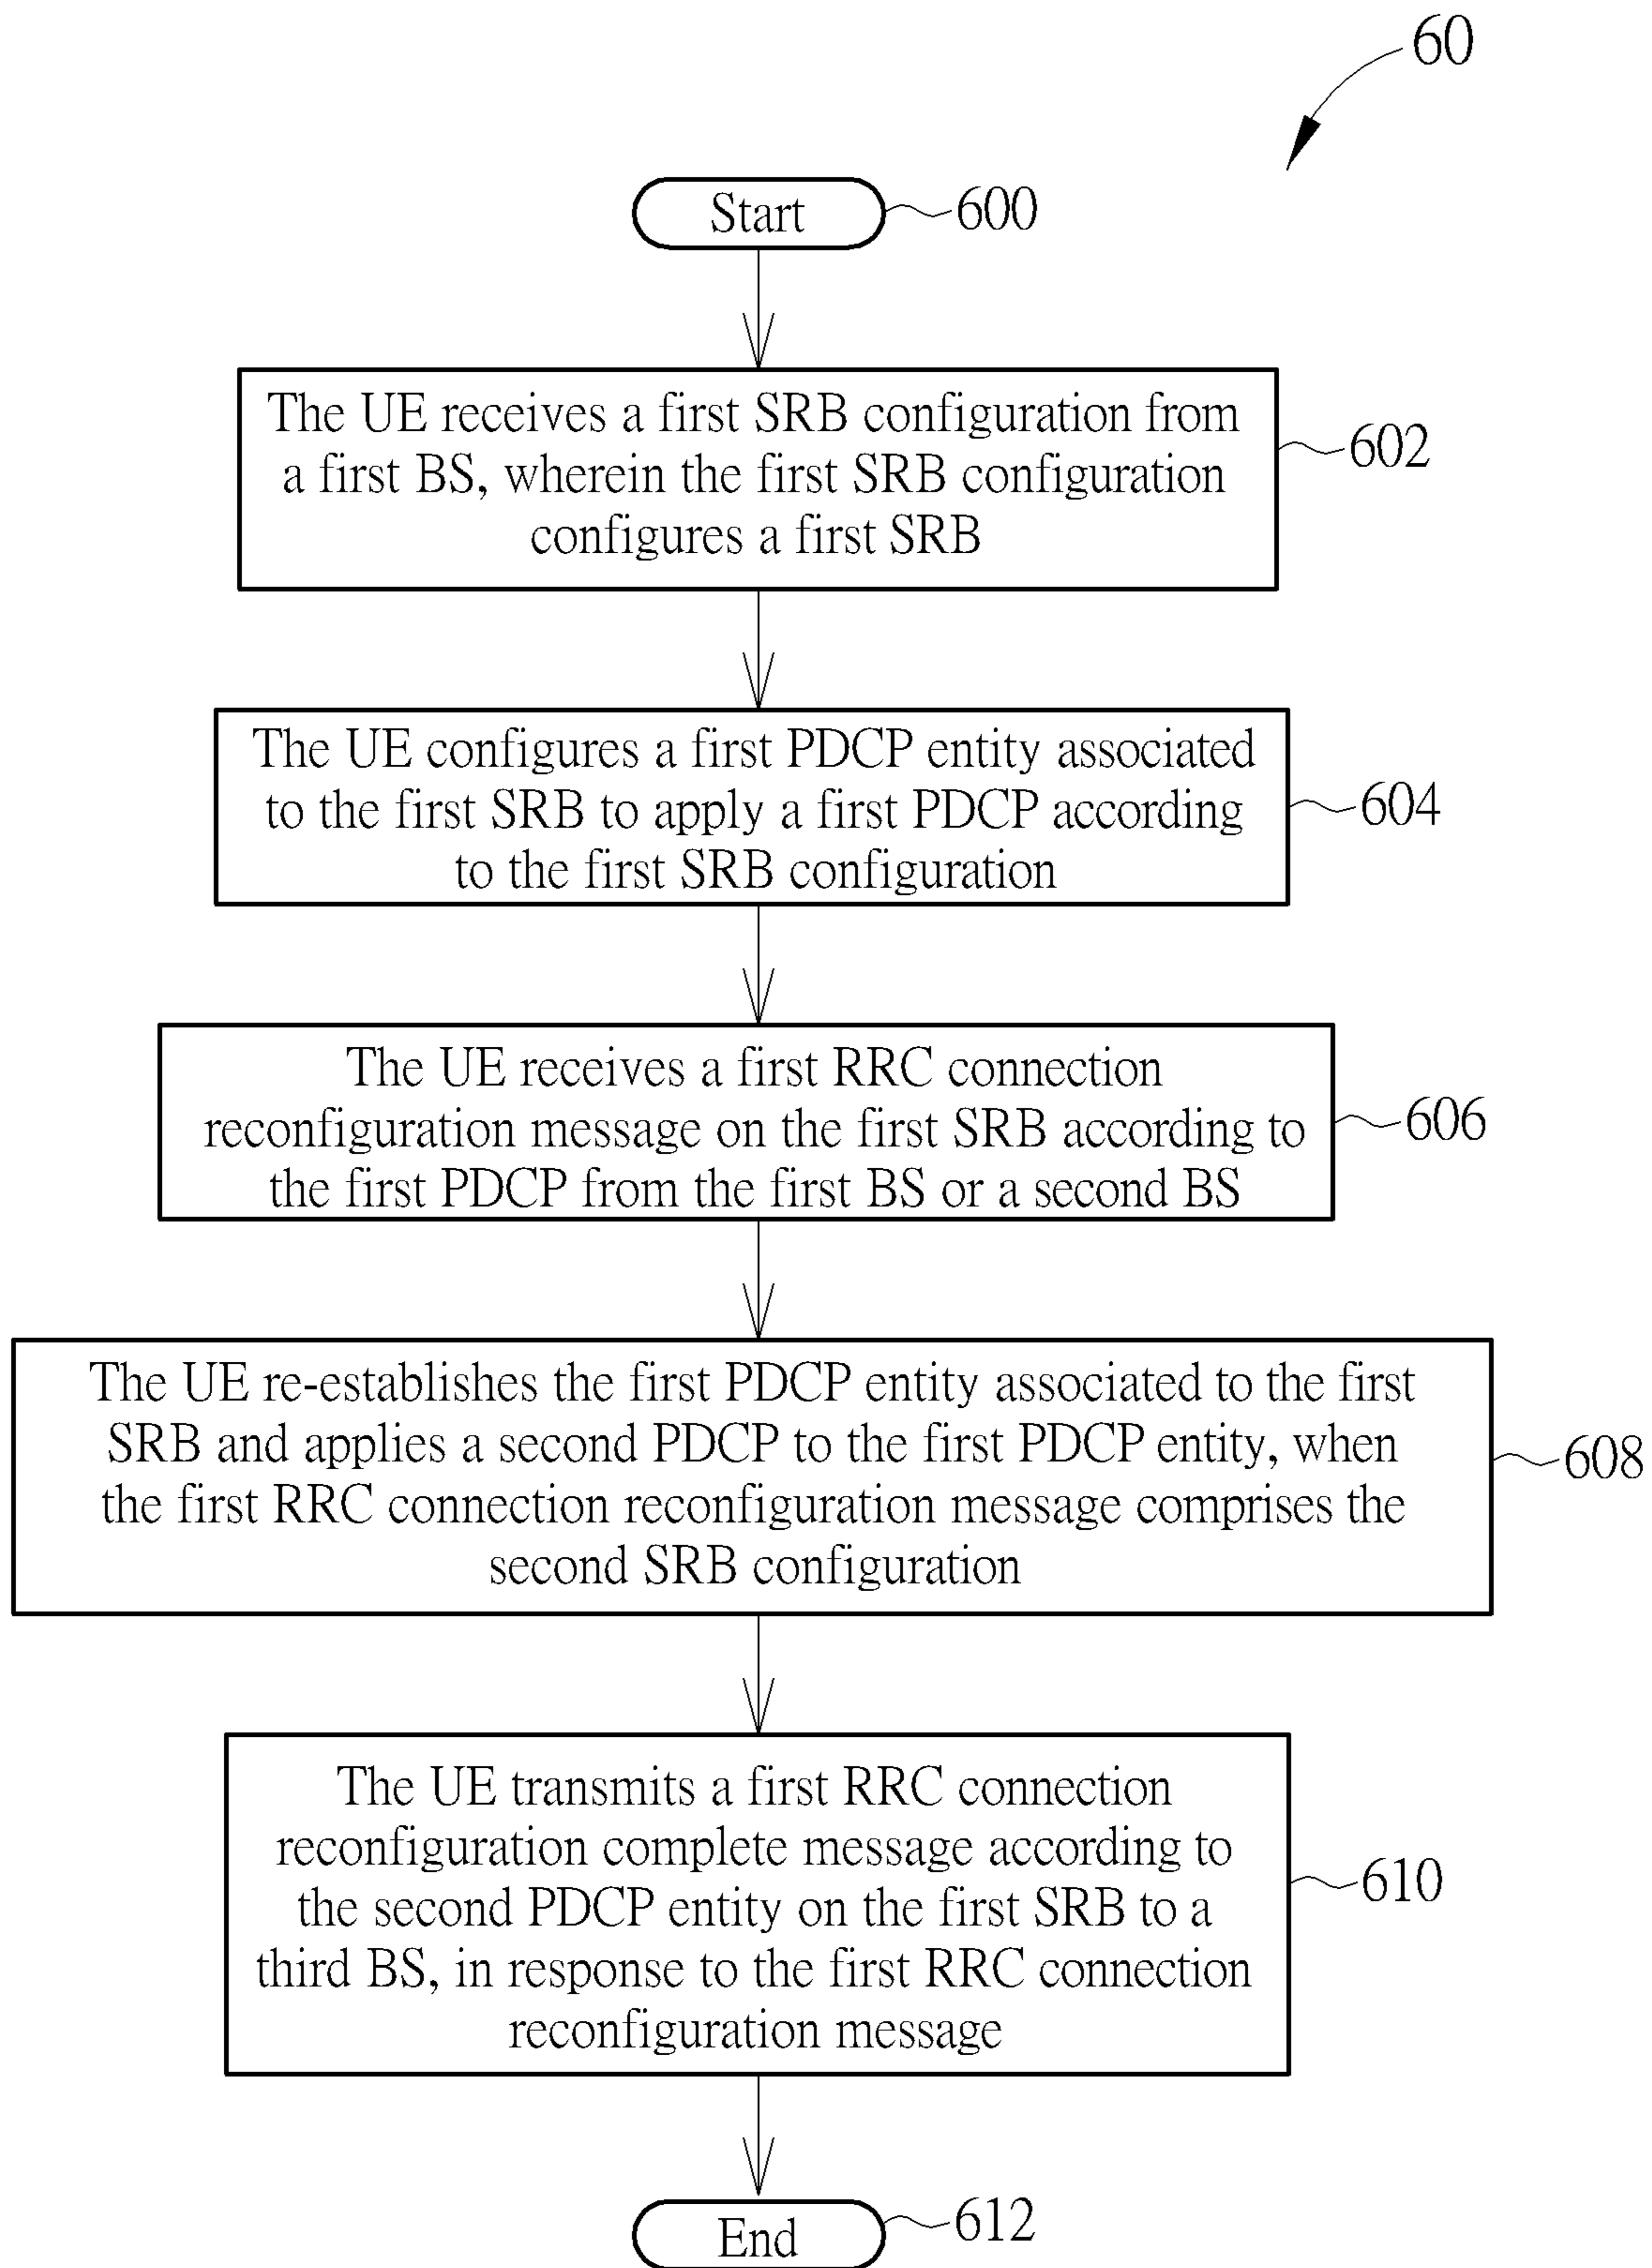 60
Start
600
The UE receives a first SRB configuration from
a first BS, wherein the first SRB configuration
configures a first SRB
602
The UE configures a first PDCP entity associated
to the first SRB to apply a first PDCP according
to the first SRB configuration
604
The UE receives a first RRC connection
reconfiguration message on the first SRB according to
the first PDCP from the first BS or a second BS
606
The UE re-establishes the first PDCP entity associated to the first
SRB and applies a second PDCP to the first PDCP entity, when
the first RRC connection reconfiguration message comprises the
second SRB configuration
608
The UE transmits a first RRC connection
reconfiguration complete message according to
the second PDCP entity on the first SRB to a
third BS, in response to the first RRC connection
reconfiguration message
610
End
612